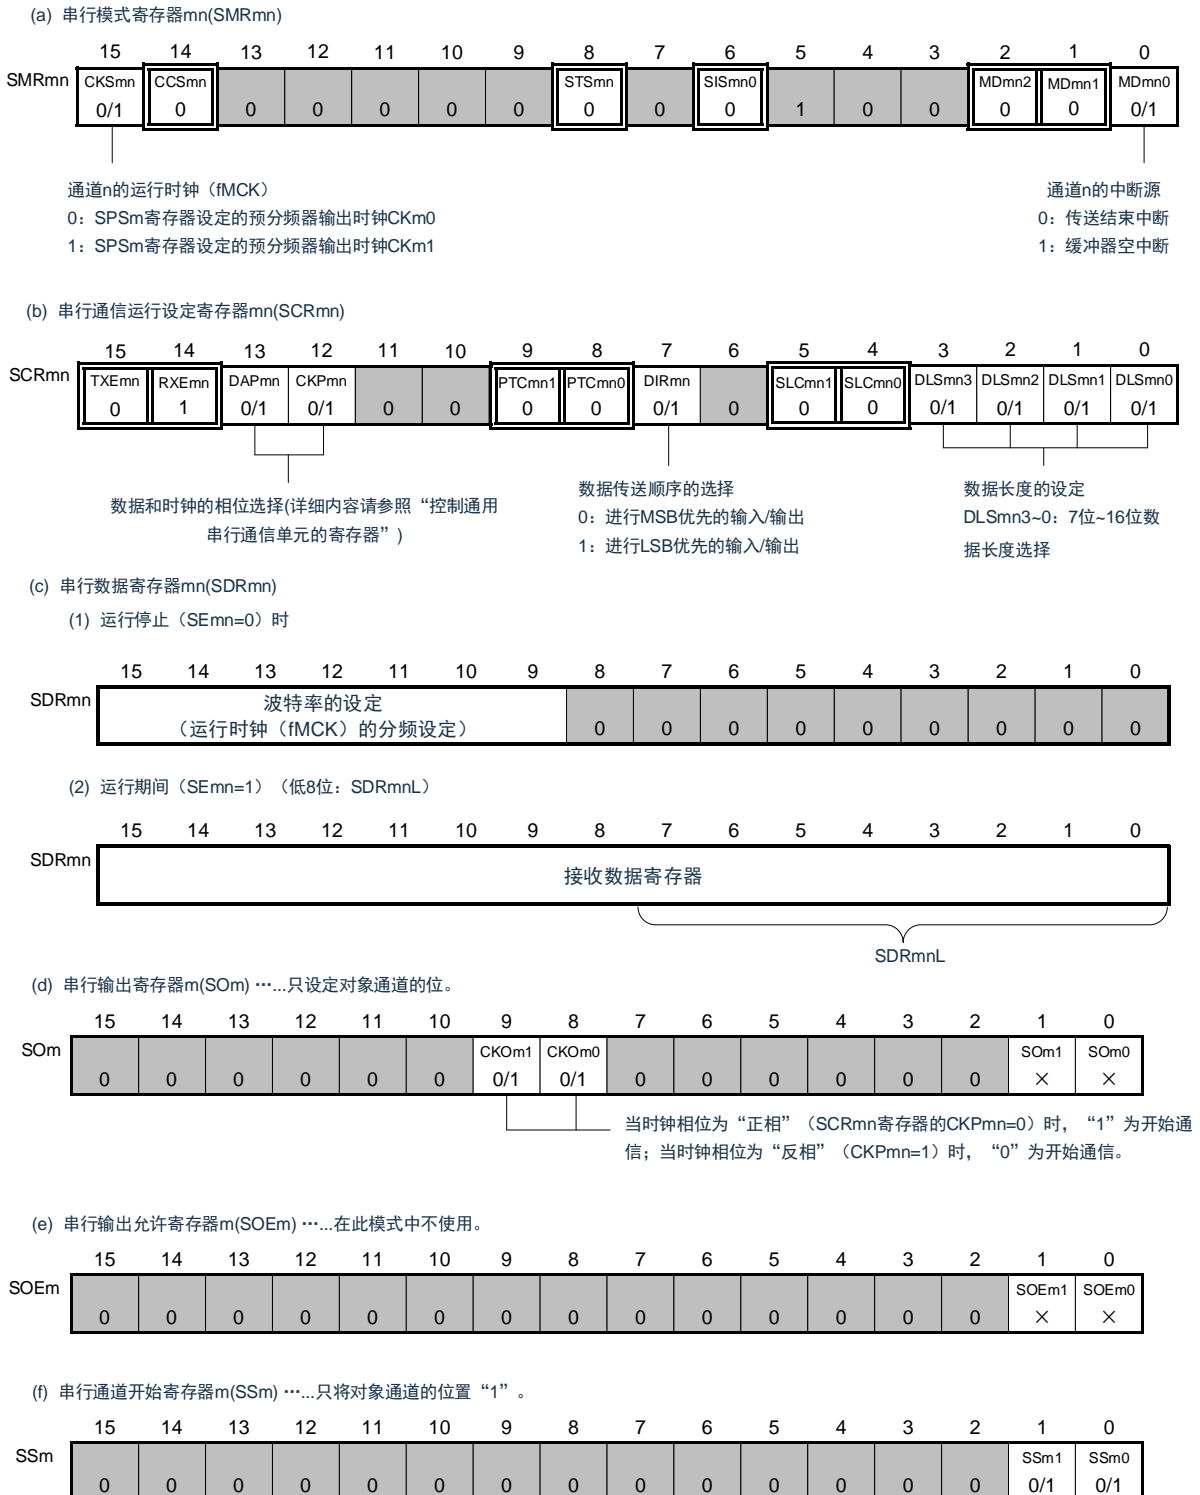 (a) 串行模式寄存器mn(SMRmn)
15 14 13 12 11 10 9 8 7 6 5 4 3 2 1 0
SMRmn CKSmn CCSmn STSmn SISmn0 MDmn2 MDmn1 MDmn0
0/1 0 0 0 0 0 0 0 0 0 1 0 0 0 0 0/1
通道n的运行时钟（fMCK）
0：SPSm寄存器设定的预分频器输出时钟CKm0
1：SPSm寄存器设定的预分频器输出时钟CKm1
通道n的中断源
0：传送结束中断
1：缓冲器空中断
(b) 串行通信运行设定寄存器mn(SCRmn)
15 14 13 12 11 10 9 8 7 6 5 4 3 2 1 0
SCRmn TXEmn RXEmn DAPmn CKPmn PTCmn1 PTCmn0 DIRmn SLCmn1 SLCmn0 DLSmn3 DLSmn2 DLSmn1 DLSmn0
0 1 0/1 0/1 0 0 0 0 0/1 0 0 0 0/1 0/1 0/1 0/1
数据和时钟的相位选择(详细内容请参照“控制通用
串行通信单元的寄存器”)
数据传送顺序的选择
0：进行MSB优先的输入/输出
1：进行LSB优先的输入/输出
数据长度的设定
DLSmn3~0：7位~16位数
据长度选择
(c) 串行数据寄存器mn(SDRmn)
(1) 运行停止（SEmn=0）时
15 14 13 12 11 10 9 8 7 6 5 4 3 2 1 0
SDRmn 波特率的设定
（运行时钟（fMCK）的分频设定） 0 0 0 0 0 0 0 0 0
(2) 运行期间（SEmn=1）（低8位：SDRmnL）
15 14 13 12 11 10 9 8 7 6 5 4 3 2 1 0
SDRmn 接收数据寄存器
SDRmnL
(d) 串行输出寄存器m(SOm) ⋯...只设定对象通道的位。
15 14 13 12 11 10 9 8 7 6 5 4 3 2 1 0
SOm CKOm1 CKOm0 SOm1 SOm0
0 0 0 0 0 0 0/1 0/1 0 0 0 0 0 0 × ×
当时钟相位为“正相”（SCRmn寄存器的CKPmn=0）时，“1”为开始通
信；当时钟相位为“反相”（CKPmn=1）时，“0”为开始通信。
(e) 串行输出允许寄存器m(SOEm) ⋯...在此模式中不使用。
15 14 13 12 11 10 9 8 7 6 5 4 3 2 1 0
SOEm SOEm1 SOEm0
0 0 0 0 0 0 0 0 0 0 0 0 0 0 × ×
(f) 串行通道开始寄存器m(SSm) ⋯...只将对象通道的位置“1”。
15 14 13 12 11 10 9 8 7 6 5 4 3 2 1 0
SSm SSm1 SSm0
0 0 0 0 0 0 0 0 0 0 0 0 0 0 0/1 0/1